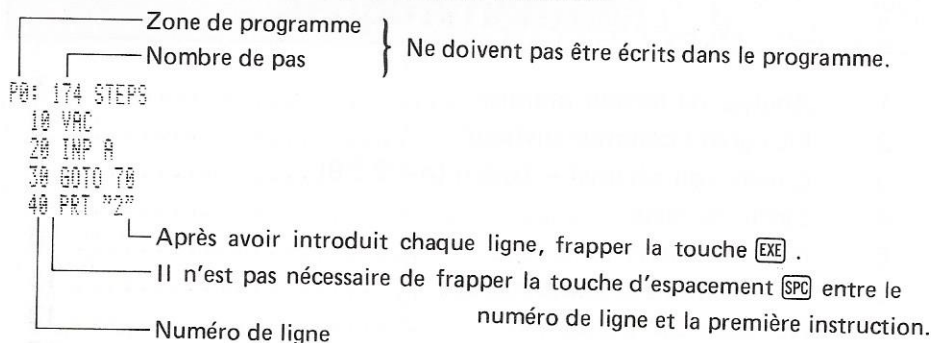 Zone de programme
Nombre de pas
Ne doivent pas être écrits dans le programme.
P0: 174 STEPS
10 VAC
20 INP A
30 GOTO 70
40 PRT "2"
Après avoir introduit chaque ligne, frapper la touche EXE .
Il n'est pas nécessaire de frapper la touche d'espacement SPC entre le
numéro de ligne et la première instruction.
Numéro de ligne